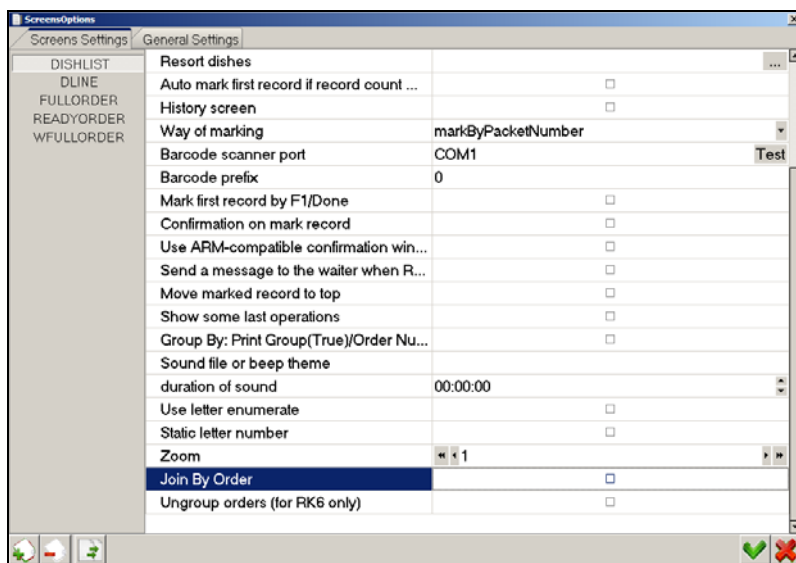 ScreensOptions
Screens Settings General Settings
DISHLIST
DLINE
FULLORDER
READYORDER
WFULLORDER
Resort dishes ...
Auto mark first record if record count ...
History screen
Way of marking markByPacketNumber
Barcode scanner port COM1 Test
Barcode prefix 0
Mark first record by F1/Done
Confirmation on mark record
Use ARM-compatible confirmation win...
Send a message to the waiter when R...
Move marked record to top
Show some last operations
Group By: Print Group(True)/Order Nu...
Sound file or beep theme
duration of sound 00:00:00
Use letter enumerate
Static letter number
Zoom 1
Join By Order
Ungroup orders (for RK6 only)